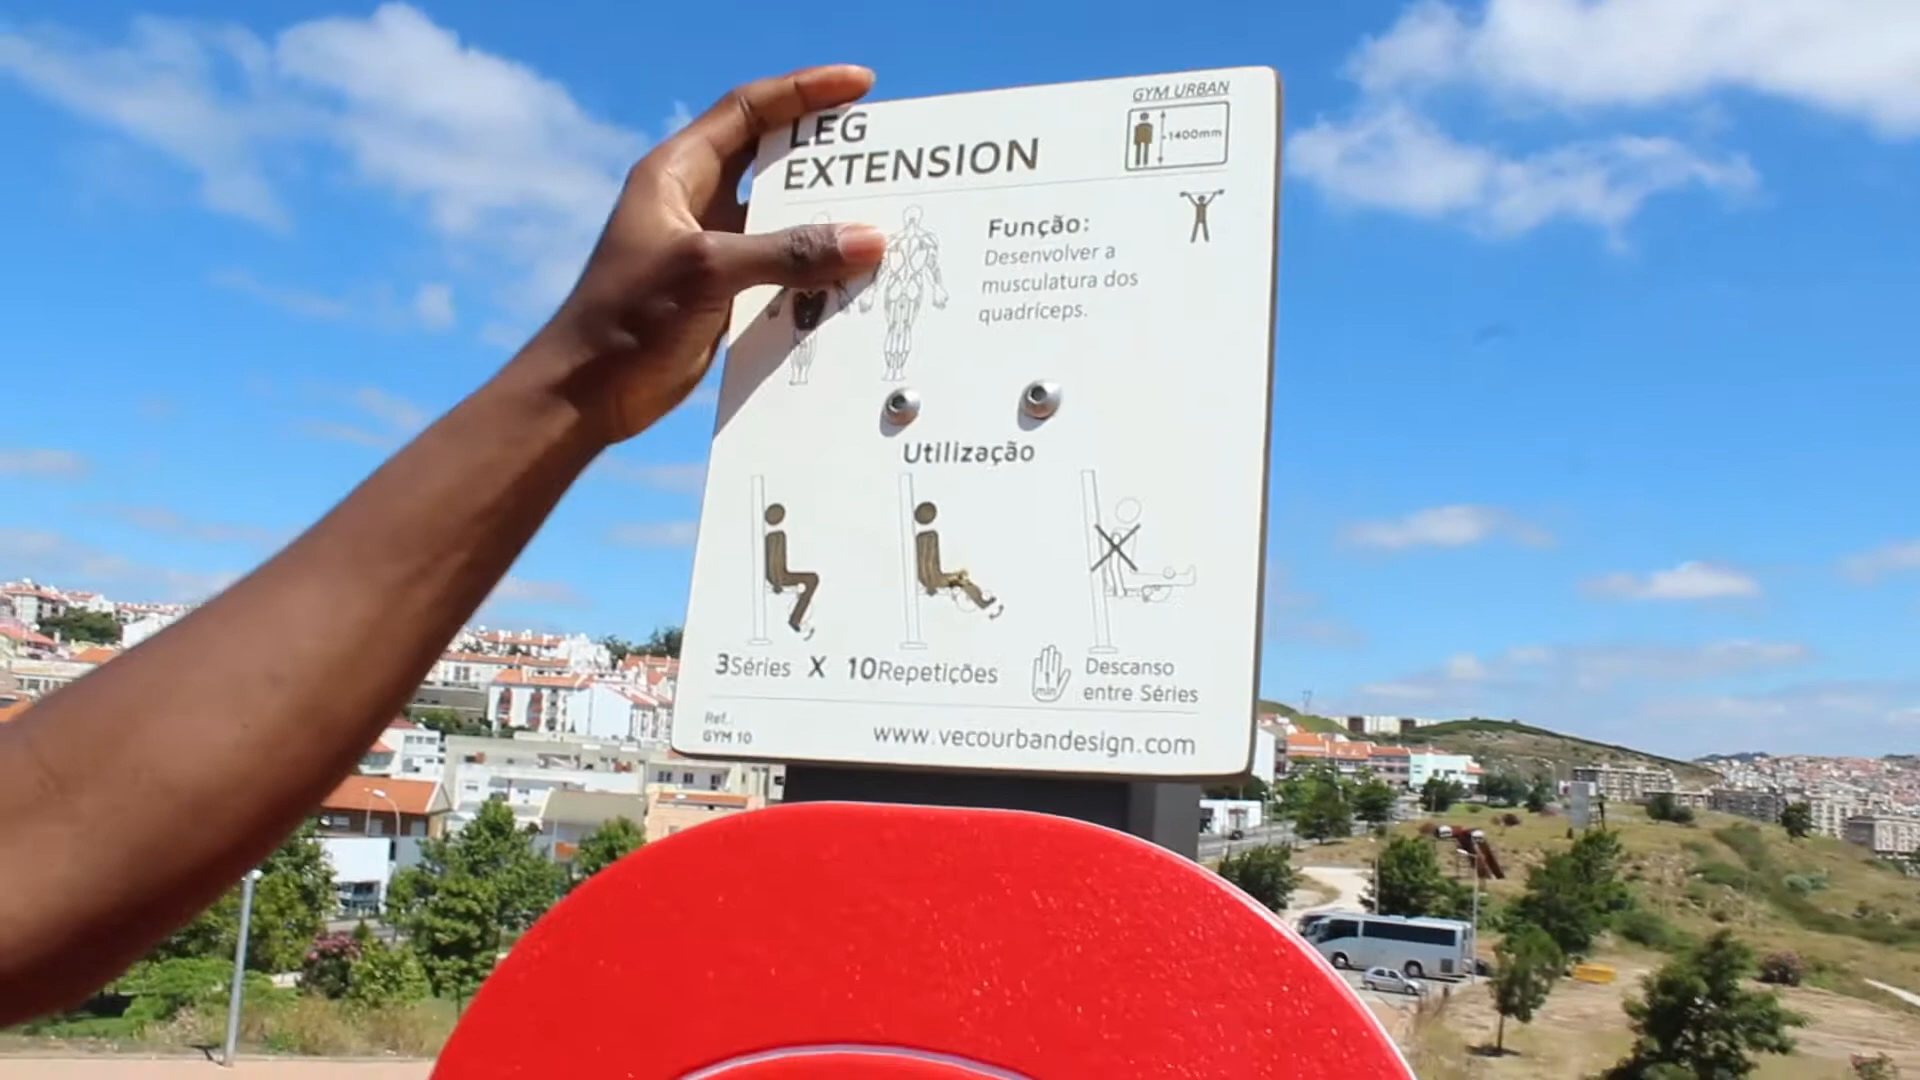 GYM URBAN
LEG
EXTENSION
1400mm
Função:
Desenvolver a
musculatura dos
quadríceps.
Utilização
3Séries X 10Repetições
min
Descanso
entre Séries
Ref.:
GYM 10
www.vecourbandesign.com